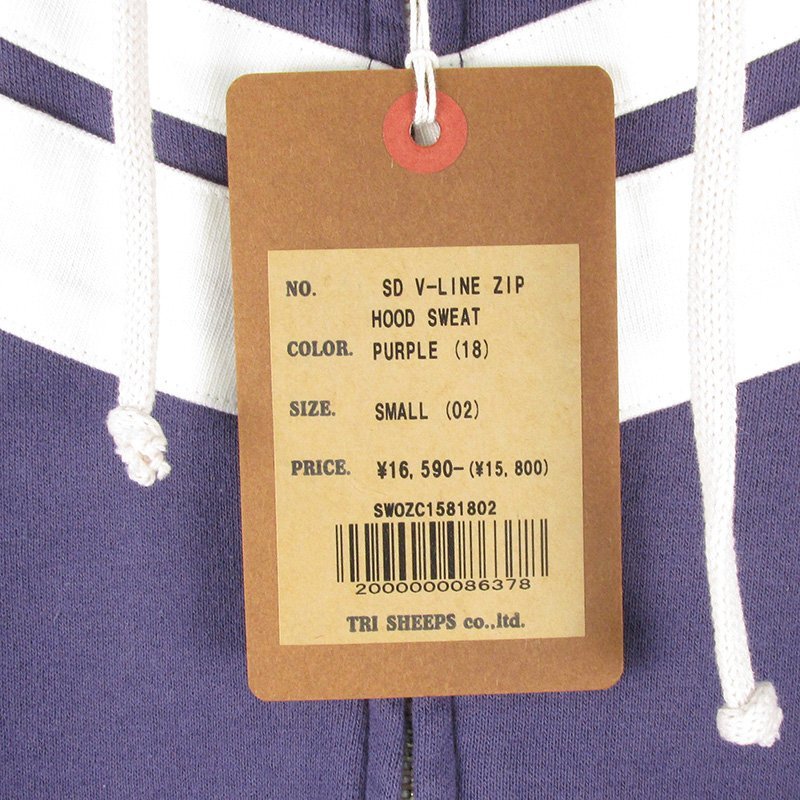 NO. SD V-LINE ZIP
HOOD SWEAT
COLOR. PURPLE (18)
SIZE. SMALL (02)
PRICE. ¥16,590-(¥15,800)
SWOZC1581802
2000000086378
TRI SHEEPS co.,ltd.